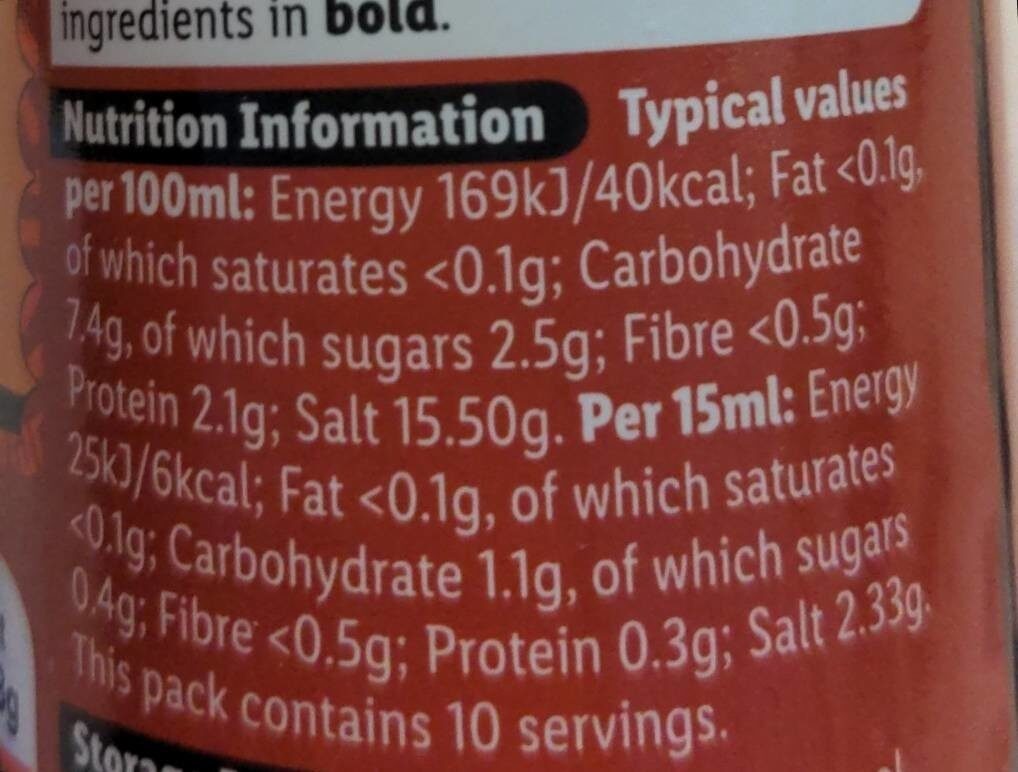 ingredients in bold.
Nutrition Information Typical values
per 100ml: Energy 169kJ/40kcal; Fat <0.1g,
of which saturates <0.1g; Carbohydrate
7.4g, of which sugars 2.5g; Fibre <0.5g;
Protein 2.1g; Salt 15.50g. Per 15ml: Energy
25kJ/6kcal; Fat <0.1g, of which saturates
<0.1g; Carbohydrate 1.1g, of which sugars
0.4g; Fibre <0.5g; Protein 0.3g; Salt 2.33g.
This pack contains 10 servings.